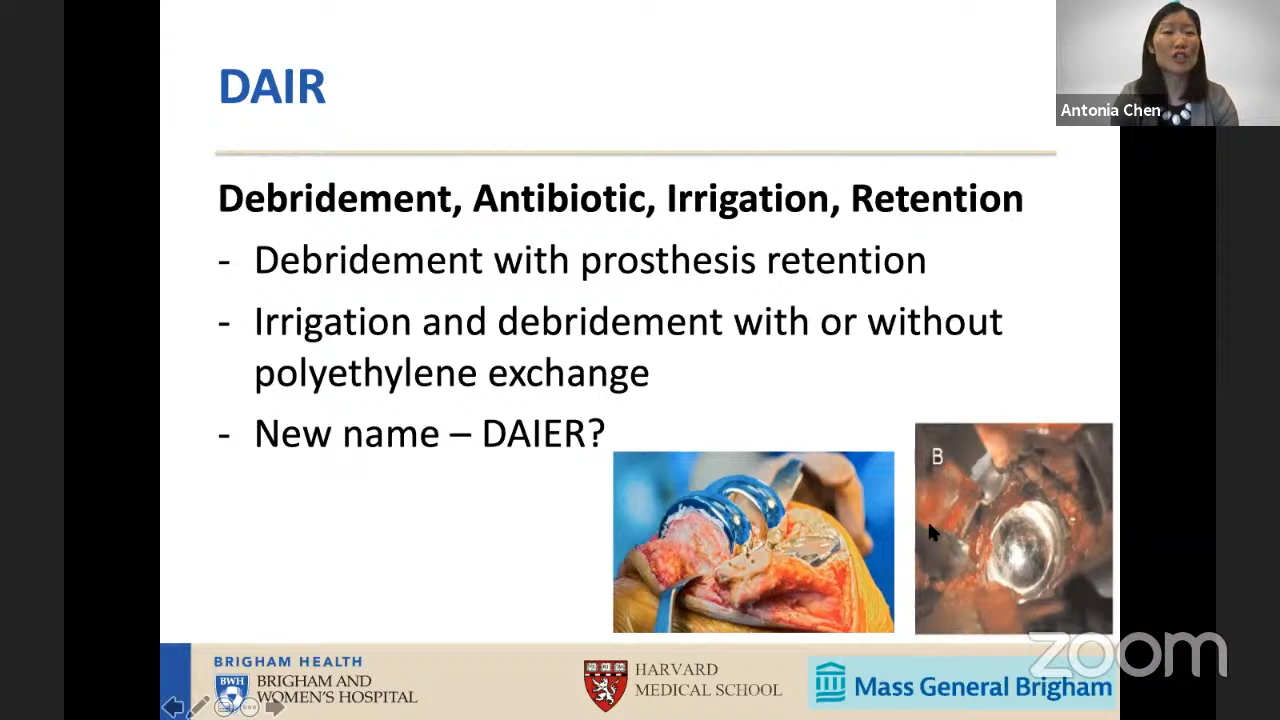 DAIR
Antonia Chen
Debridement, Antibiotic, Irrigation, Retention
- Debridement with prosthesis retention
- Irrigation and debridement with or without
polyethylene exchange
- New name – DAIER?
B
zoom
BRIGHAM HEALTH
BWH
BRIGHAM AND
WOMEN'S HOSPITAL
HARVARD
MEDICAL SCHOOL
Mass General Brigham